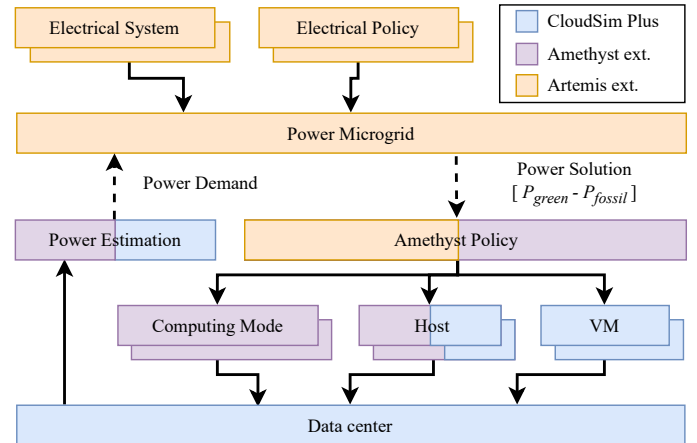 Electrical System
Electrical Policy
CloudSim Plus
Amethyst ext.
Artemis ext.
Power Microgrid
Power Demand
Power Solution
[ P_green - P_fossil ]
Power Estimation
Amethyst Policy
Computing Mode
Host
VM
Data center